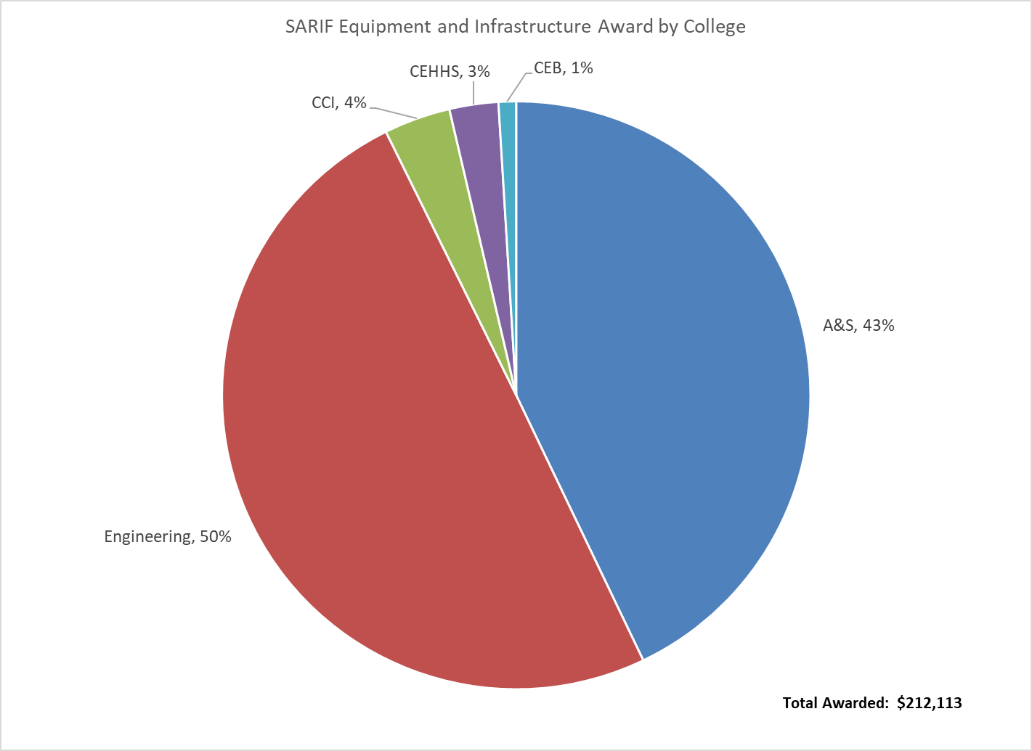 SARIF Equipment and Infrastructure Award by College
CEB, 1%
CEHHS, 3%
CCI, 4%
A&S, 43%
Engineering, 50%
Total Awarded: $212,113